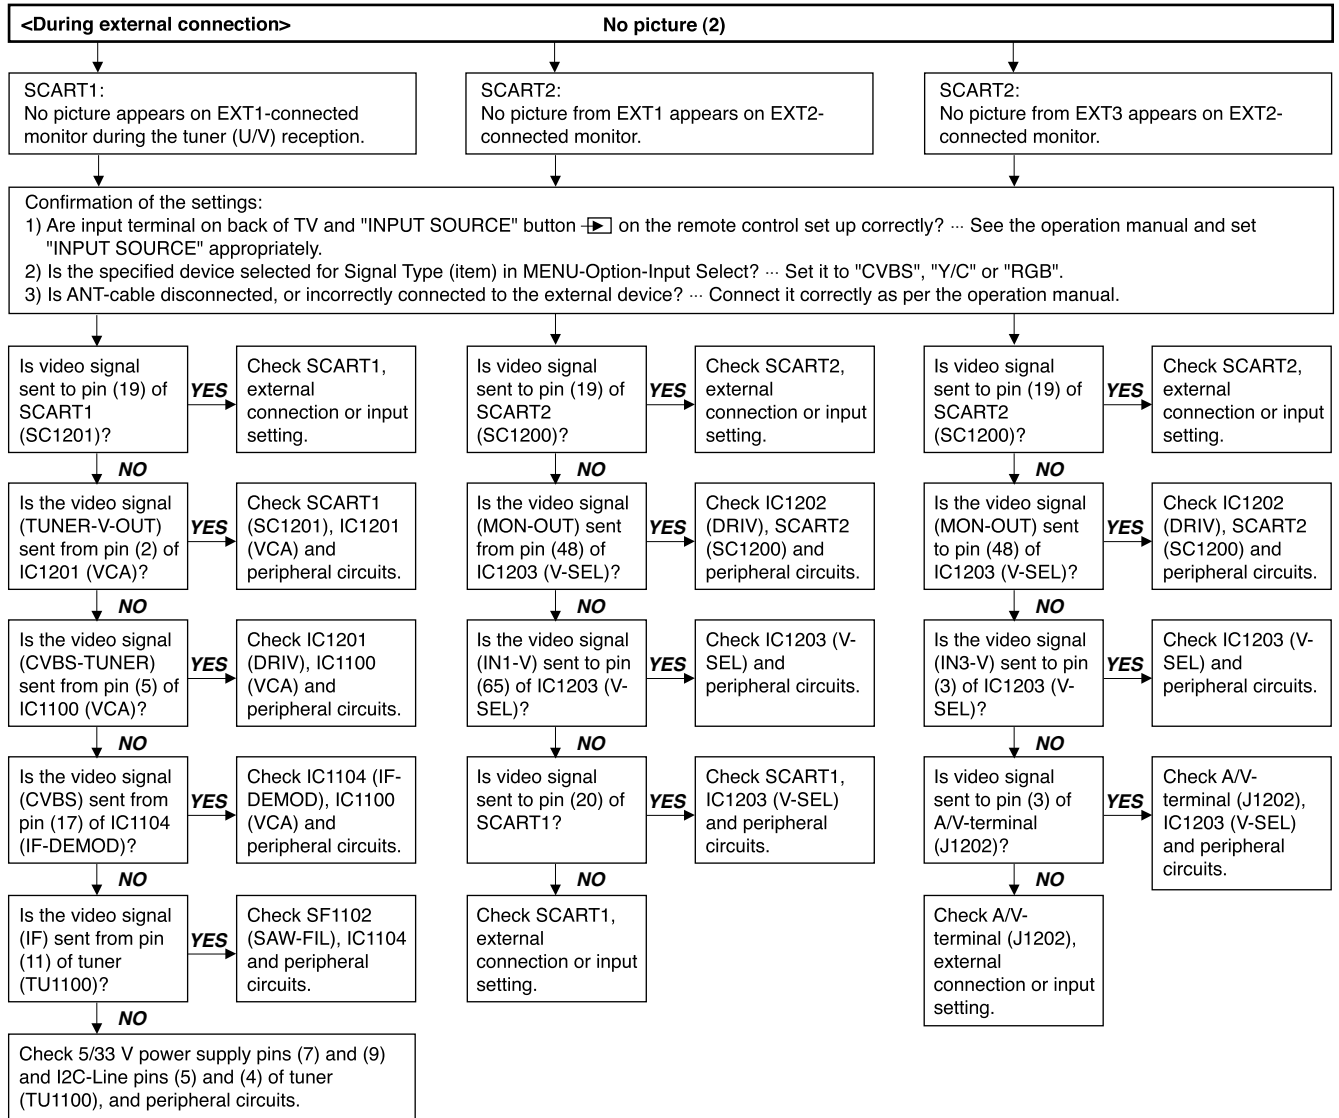 <During external connection>
No picture (2)
SCART1:
No picture appears on EXT1-connected
monitor during the tuner (U/V) reception.
SCART2:
No picture from EXT1 appears on EXT2-
connected monitor.
SCART2:
No picture from EXT3 appears on EXT2-
connected monitor.
Confirmation of the settings:
1) Are input terminal on back of TV and "INPUT SOURCE" button on the remote control set up correctly? ··· See the operation manual and set
"INPUT SOURCE" appropriately.
2) Is the specified device selected for Signal Type (item) in MENU-Option-Input Select? ··· Set it to "CVBS", "Y/C" or "RGB".
3) Is ANT-cable disconnected, or incorrectly connected to the external device? ··· Connect it correctly as per the operation manual.
Is video signal
sent to pin (19) of
SCART1
(SC1201)?
YES
Check SCART1,
external
connection or input
setting.
NO
Is the video signal
(TUNER-V-OUT)
sent from pin (2) of
IC1201 (VCA)?
YES
Check SCART1
(SC1201), IC1201
(VCA) and
peripheral circuits.
NO
Is the video signal
(CVBS-TUNER)
sent from pin (5) of
IC1100 (VCA)?
YES
Check IC1201
(DRIV), IC1100
(VCA) and
peripheral circuits.
NO
Is the video signal
(CVBS) sent from
pin (17) of IC1104
(IF-DEMOD)?
YES
Check IC1104 (IF-
DEMOD), IC1100
(VCA) and
peripheral circuits.
NO
Is the video signal
(IF) sent from pin
(11) of tuner
(TU1100)?
YES
Check SF1102
(SAW-FIL), IC1104
and peripheral
circuits.
NO
Check 5/33 V power supply pins (7) and (9)
and I2C-Line pins (5) and (4) of tuner
(TU1100), and peripheral circuits.
Is video signal
sent to pin (19) of
SCART2
(SC1200)?
YES
Check SCART2,
external
connection or input
setting.
NO
Is the video signal
(MON-OUT) sent
from pin (48) of
IC1203 (V-SEL)?
YES
Check IC1202
(DRIV), SCART2
(SC1200) and
peripheral circuits.
NO
Is the video signal
(IN1-V) sent to pin
(65) of IC1203 (V-
SEL)?
YES
Check IC1203 (V-
SEL) and
peripheral circuits.
NO
Is video signal
sent to pin (20) of
SCART1?
YES
Check SCART1,
IC1203 (V-SEL)
and peripheral
circuits.
NO
Check SCART1,
external
connection or input
setting.
Is video signal
sent to pin (19) of
SCART2
(SC1200)?
YES
Check SCART2,
external
connection or input
setting.
NO
Is the video signal
(MON-OUT) sent
to pin (48) of
IC1203 (V-SEL)?
YES
Check IC1202
(DRIV), SCART2
(SC1200) and
peripheral circuits.
NO
Is the video signal
(IN3-V) sent to pin
(3) of IC1203 (V-
SEL)?
YES
Check IC1203 (V-
SEL) and
peripheral circuits.
NO
Is video signal
sent to pin (3) of
A/V-terminal
(J1202)?
YES
Check A/V-
terminal (J1202),
IC1203 (V-SEL)
and peripheral
circuits.
NO
Check A/V-
terminal (J1202),
external
connection or input
setting.